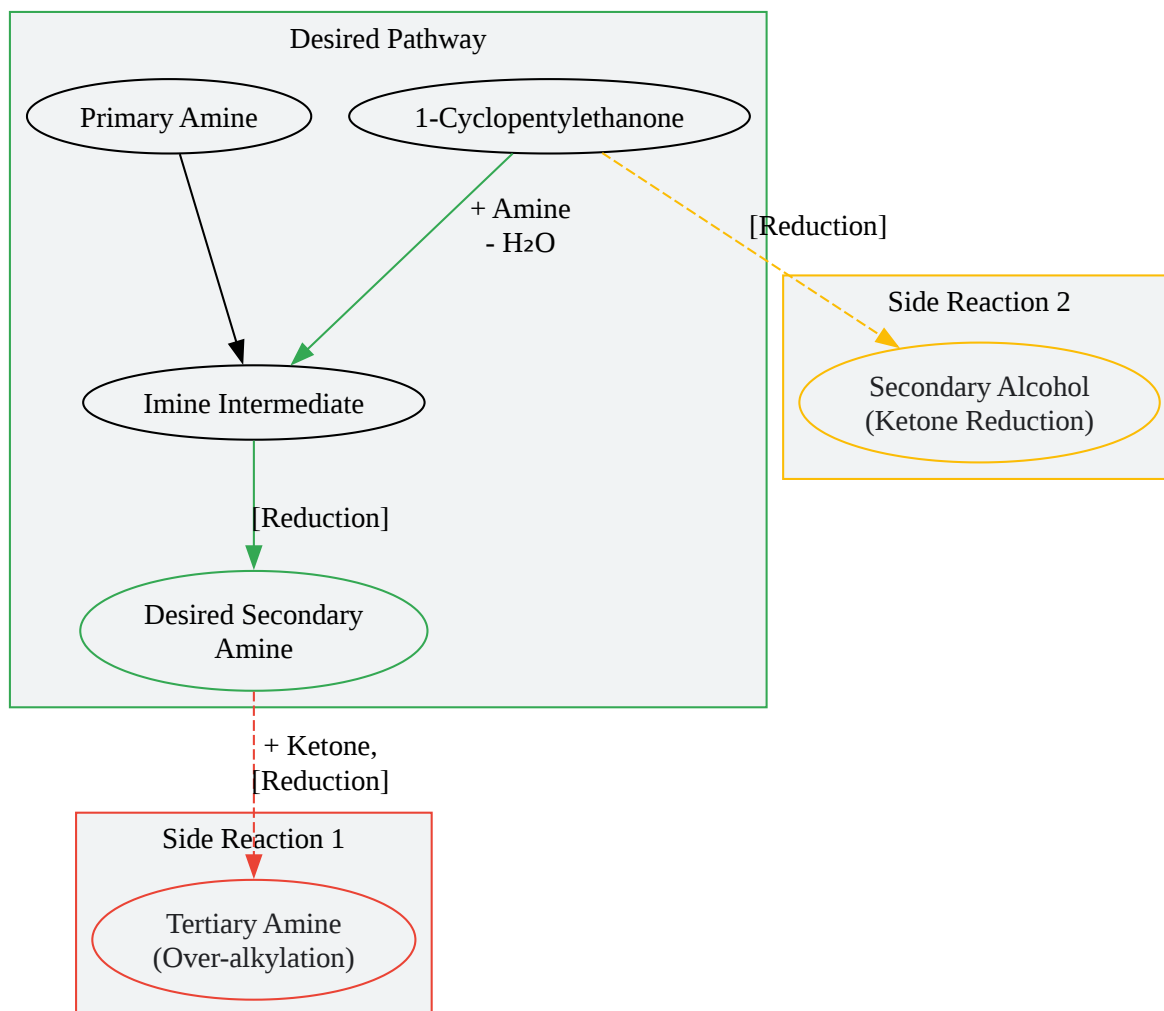 Desired Pathway
Primary Amine
1-Cyclopentylethanone
+ Amine
- H₂O
[Reduction]
Side Reaction 2
Secondary Alcohol
(Ketone Reduction)
Imine Intermediate
[Reduction]
Desired Secondary
Amine
+ Ketone,
[Reduction]
Side Reaction 1
Tertiary Amine
(Over-alkylation)